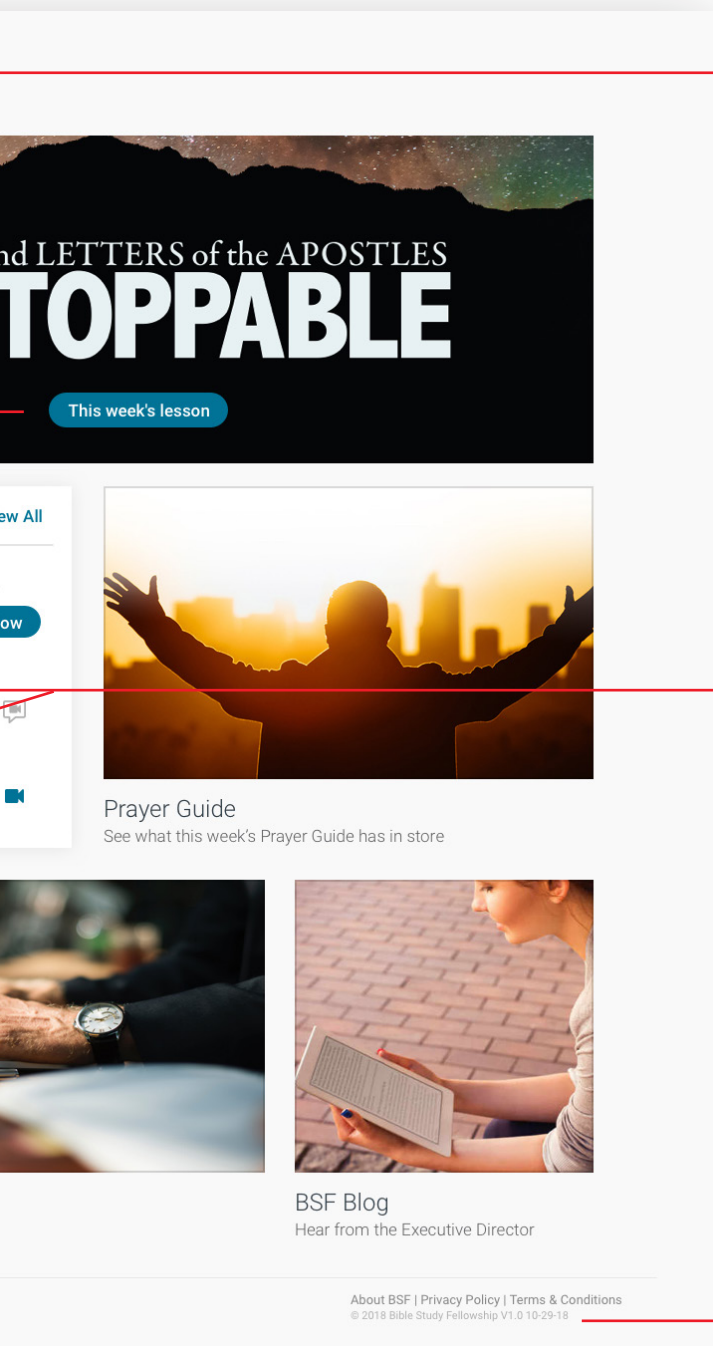 nd LETTERS of the APOSTLES
TOPPABLE
This week's lesson
ew All
ow
Prayer Guide
See what this week's Prayer Guide has in store
BSF Blog
Hear from the Executive Director
About BSF | Privacy Policy | Terms & Conditions
© 2018 Bible Study Fellowship V1.0 10-29-18